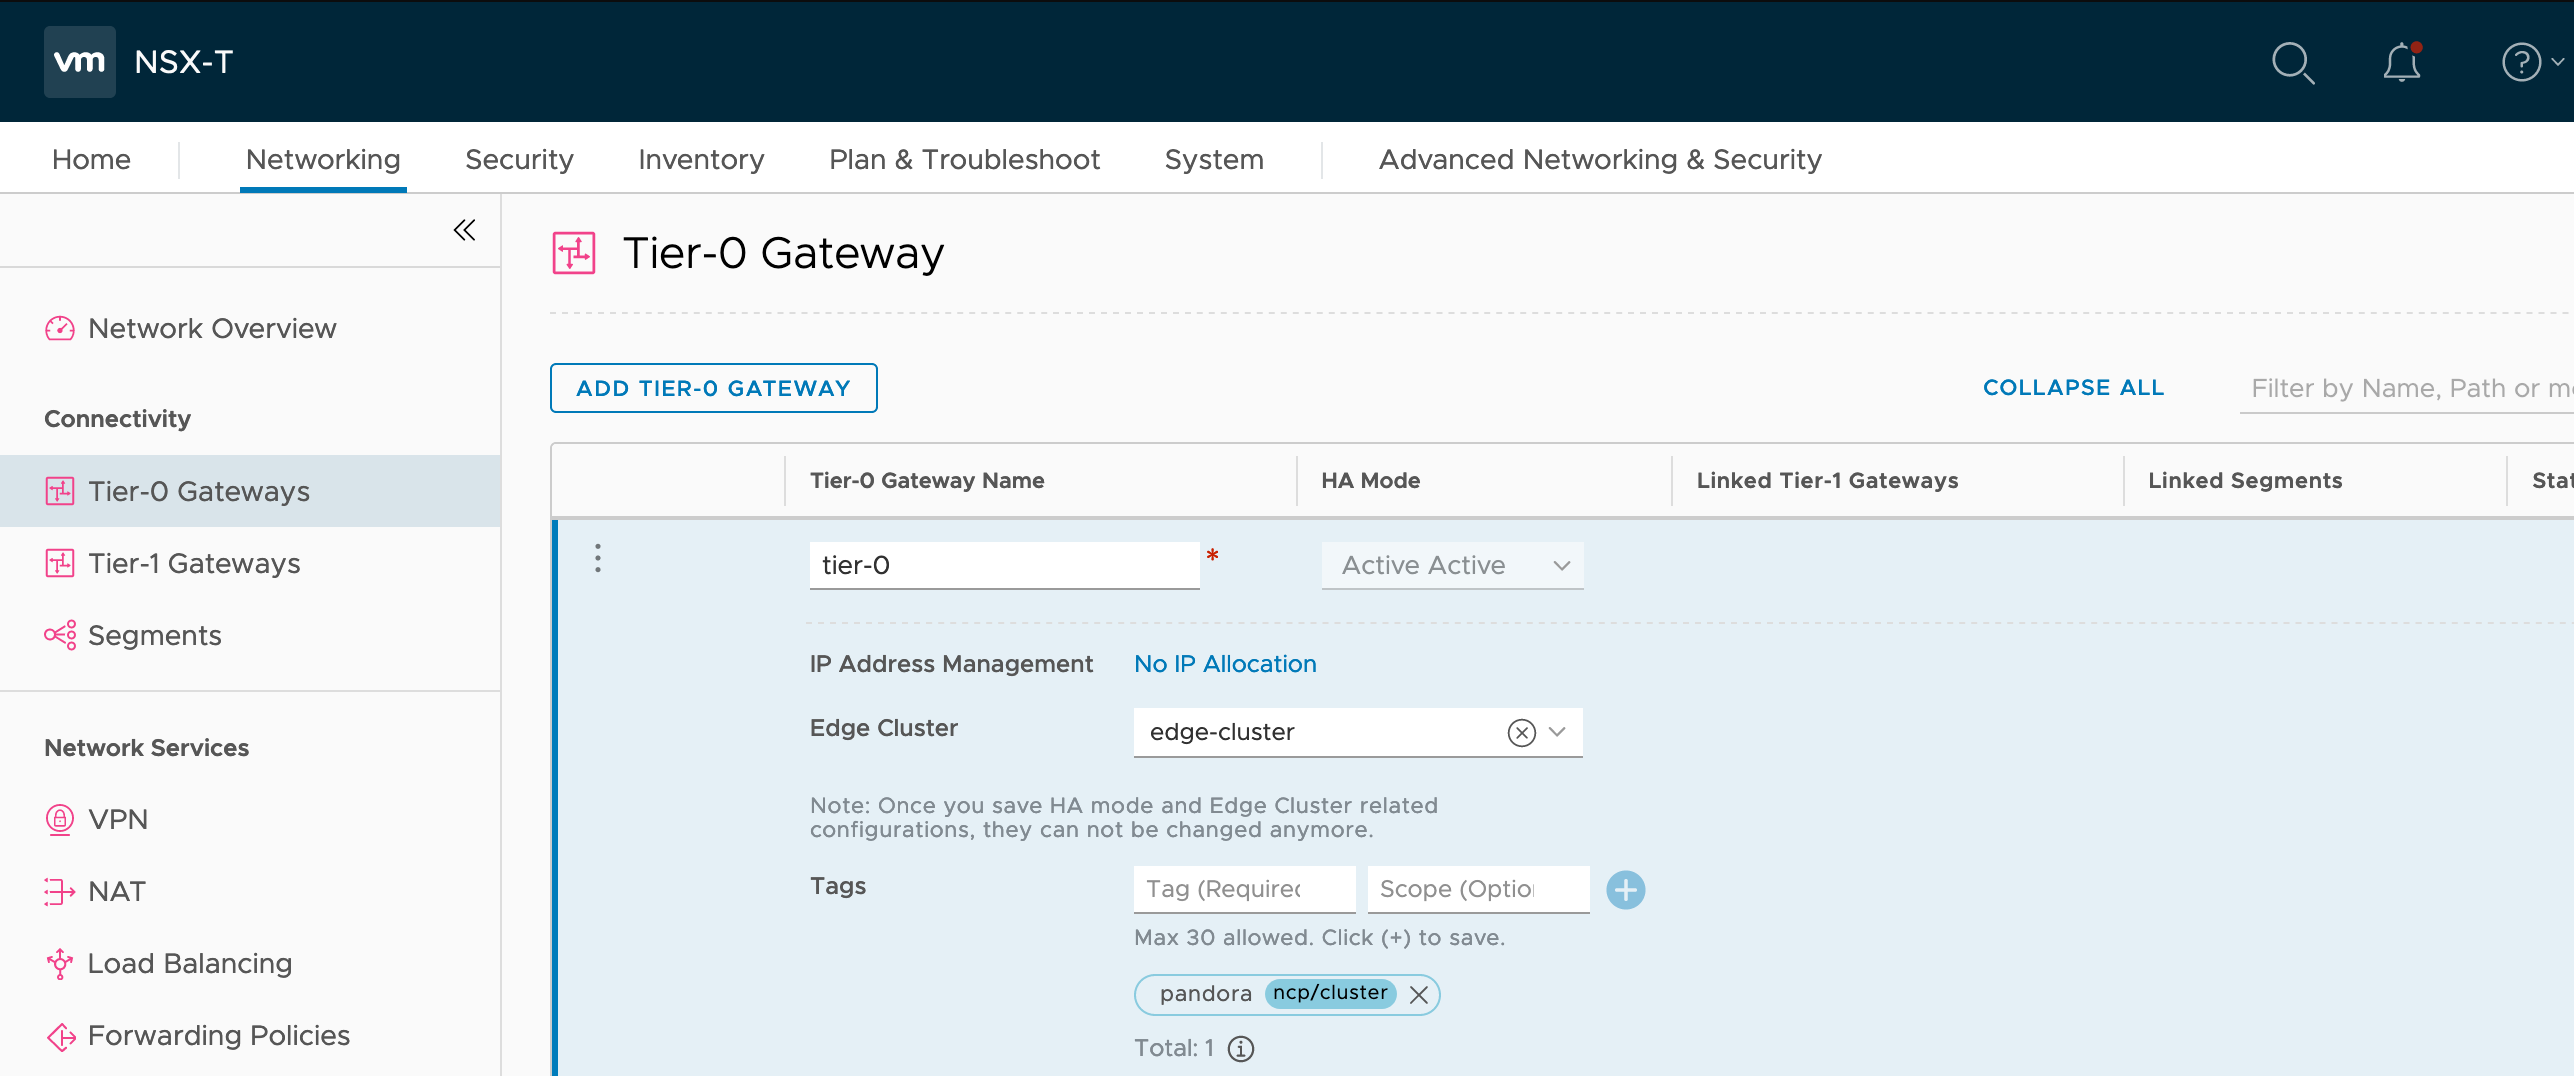 vm NSX-T
Home Networking Security Inventory Plan & Troubleshoot System Advanced Networking & Security
Network Overview
Connectivity
Tier-0 Gateways
Tier-1 Gateways
Segments
Network Services
VPN
NAT
Load Balancing
Forwarding Policies
Tier-0 Gateway
ADD TIER-0 GATEWAY
COLLAPSE ALL
Filter by Name, Path or
Tier-0 Gateway Name HA Mode Linked Tier-1 Gateways Linked Segments
tier-0 * Active Active
IP Address Management No IP Allocation
Edge Cluster edge-cluster
Note: Once you save HA mode and Edge Cluster related
configurations, they can not be changed anymore.
Tags Tag (Required Scope (Optio
Max 30 allowed. Click (+) to save.
pandora ncp/cluster
Total: 1